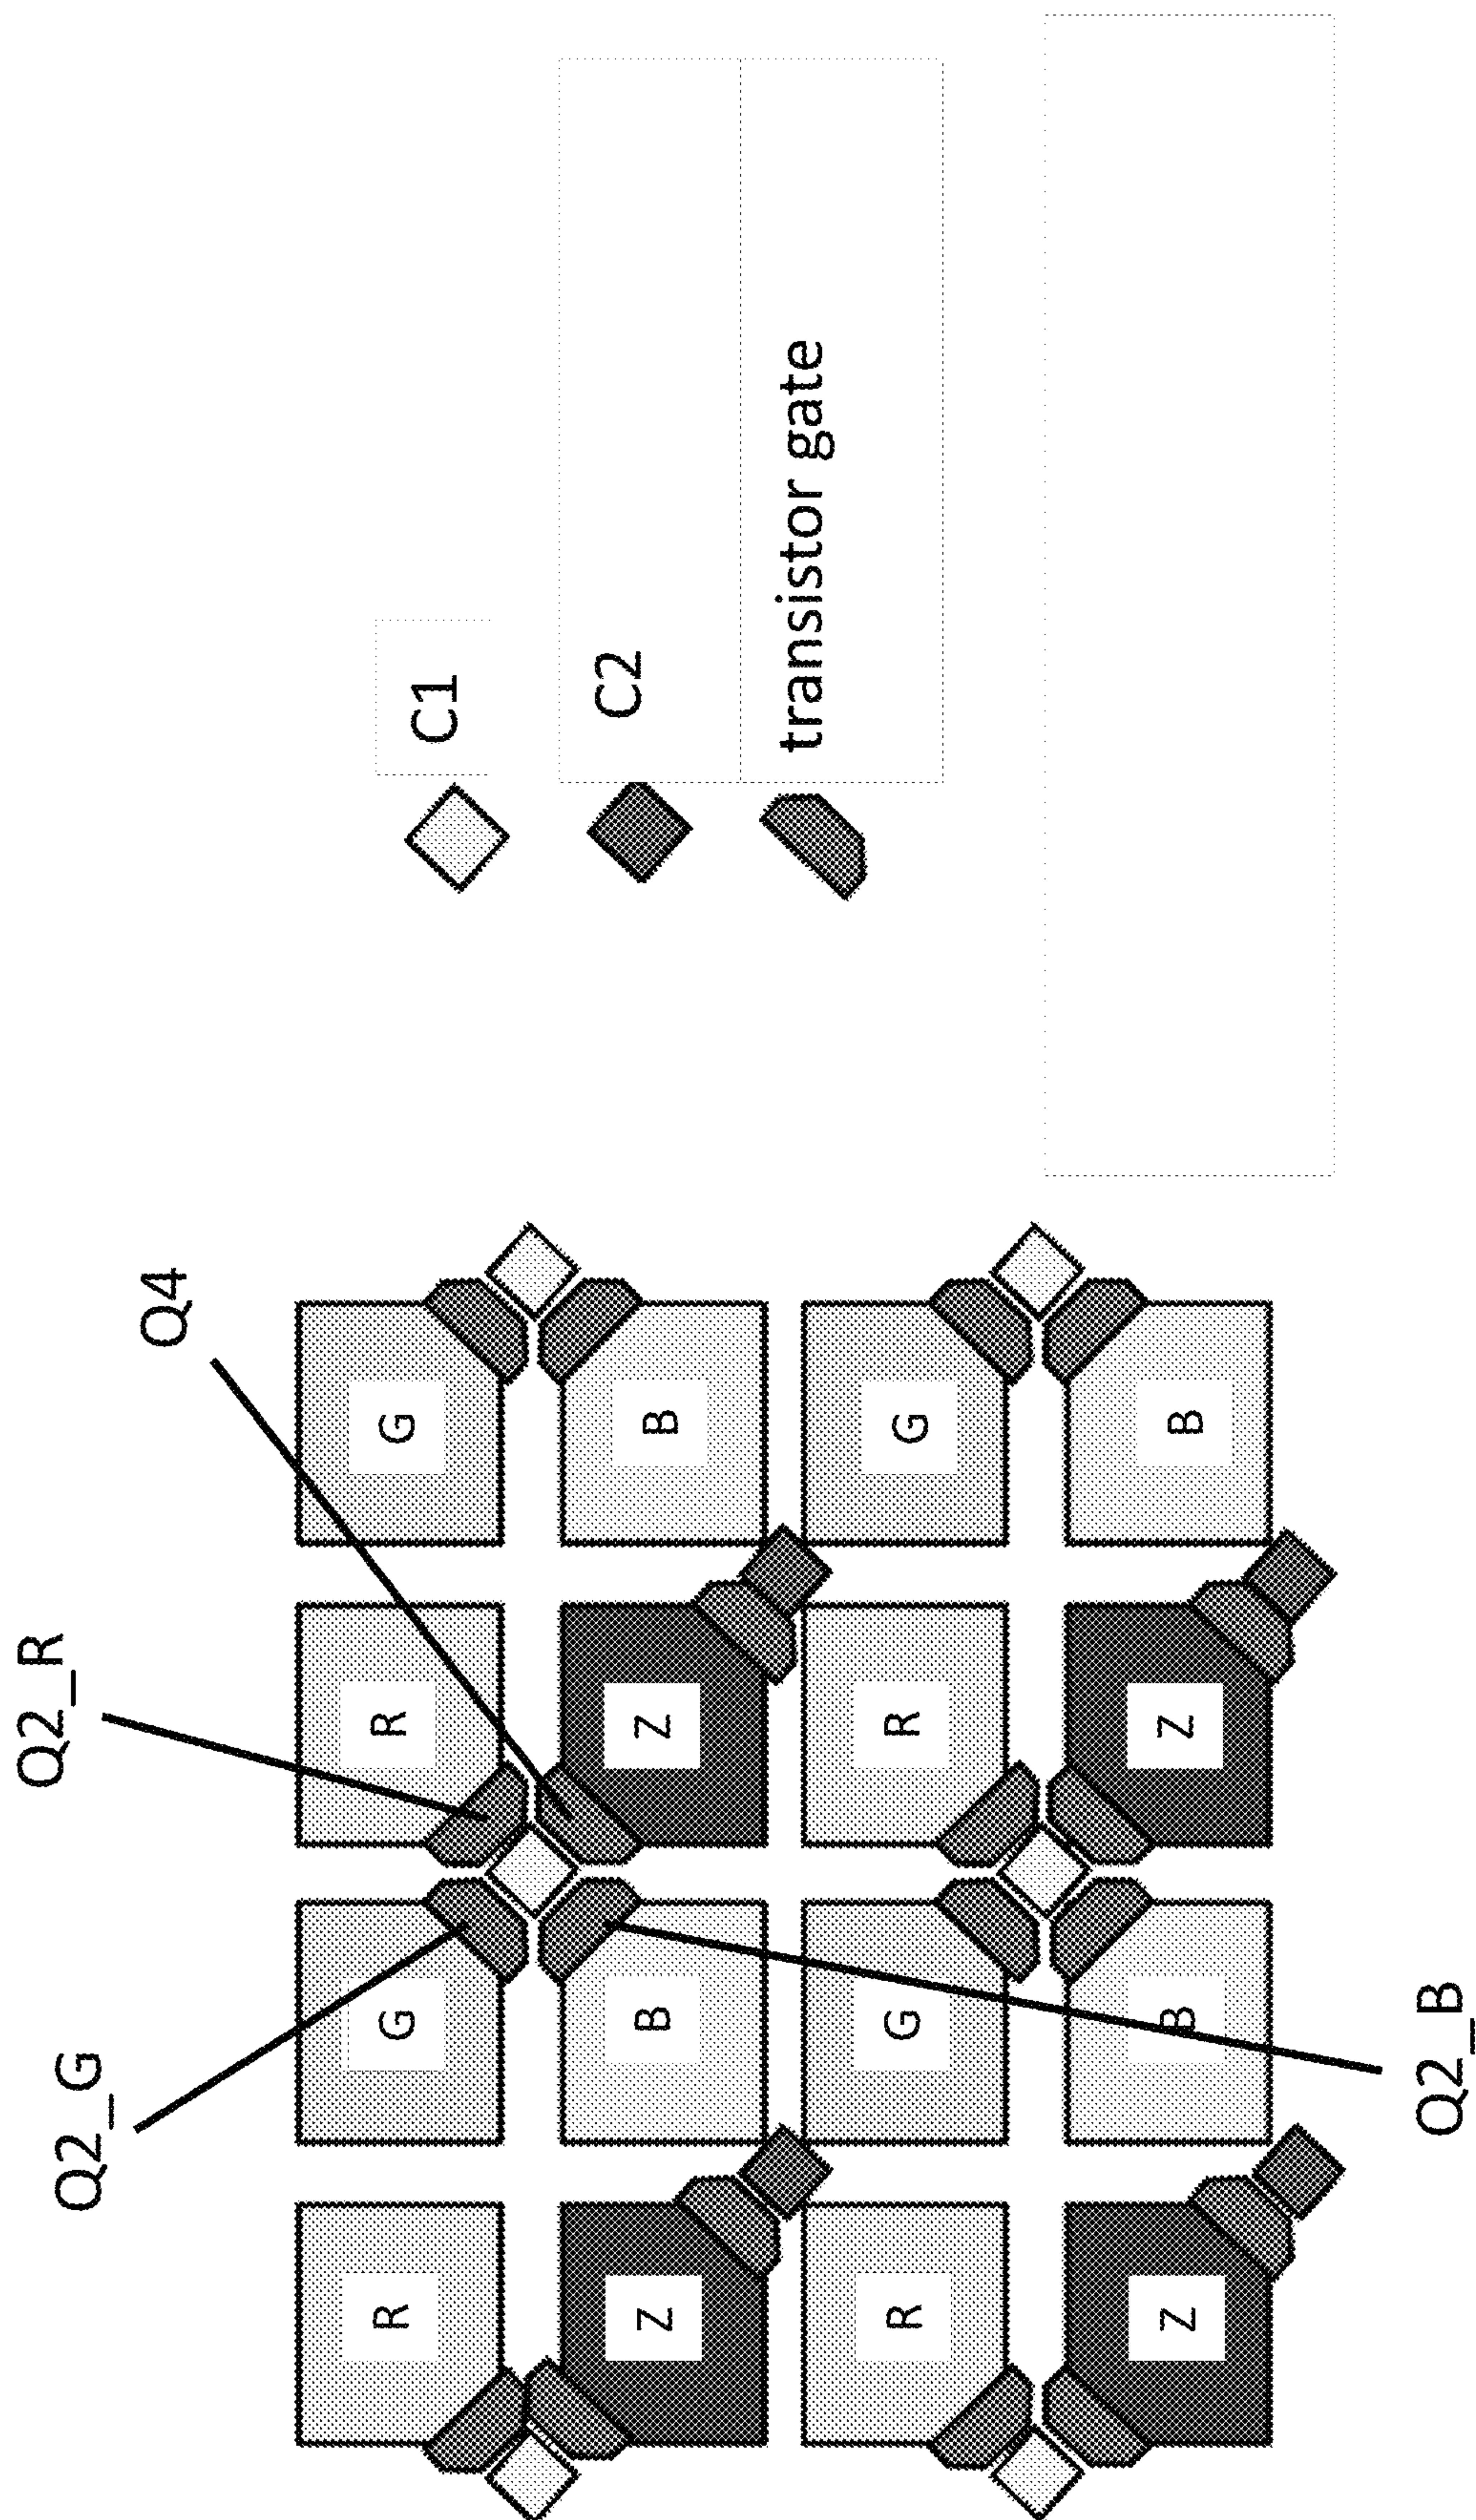 Q2_G
Q2_R
Q4
R G R G
C1
Z B Z B
C2
transistor gate
R G R G
Z B Z B
Q2_B